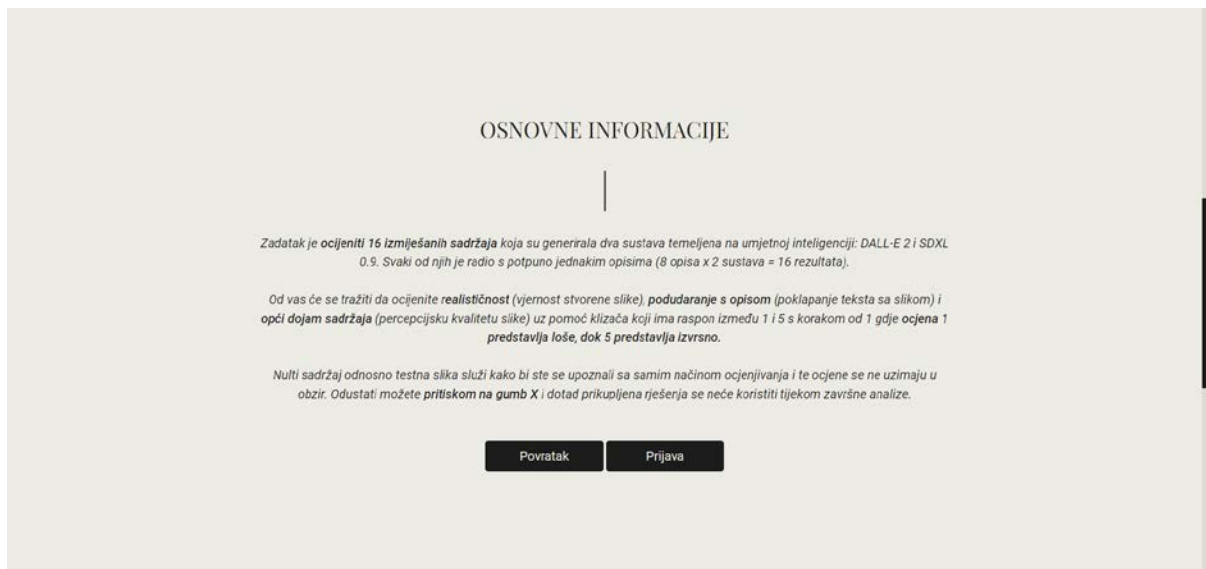 OSNOVNE INFORMACIJE
Zadatak je ocijeniti 16 izmiješanih sadržaja koja su generirala dva sustava temeljena na umjetnoj inteligenciji: DALL-E 2 i SDXL
0.9. Svaki od njih je radio s potpuno jednakim opisima (8 opisa x 2 sustava = 16 rezultata).
Od vas će se tražiti da ocijenite realističnost (vjernost stvorene slike), podudaranje s opisom (poklapanje teksta sa slikom) i
opći dojam sadržaja (percepcijsku kvalitetu slike) uz pomoć klizača koji ima raspon između 1 i 5 s korakom od 1 gdje ocjena 1
predstavlja loše, dok 5 predstavlja izvrsno.
Nulti sadržaj odnosno testna slika služi kako bi ste se upoznali sa samim načinom ocjenjivanja i te ocjene se ne uzimaju u
obzir. Odustati možete pritiskom na gumb X i dotad prikupljena rješenja se neće koristiti tijekom završne analize.
Povratak Prijava